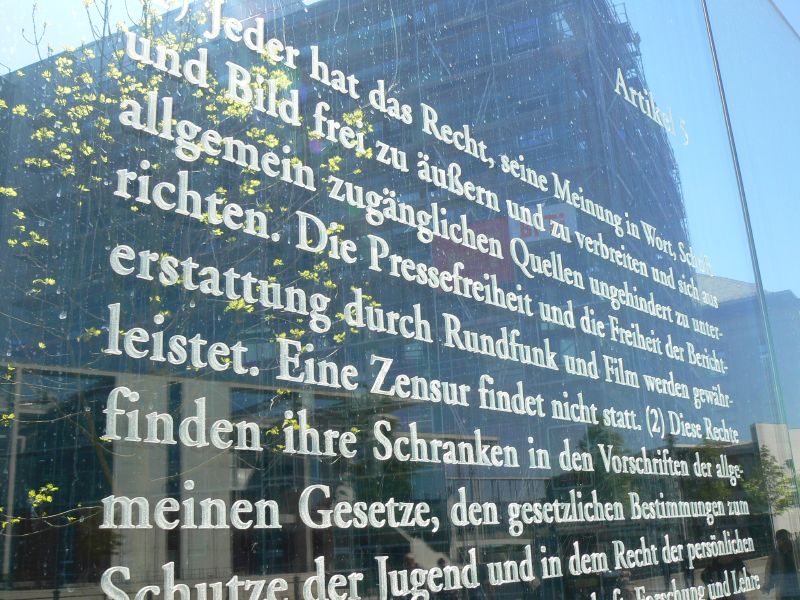 Artikel 5
Jeder hat das Recht, seine Meinung in Wort, Schrift
und Bild frei zu äußern und zu verbreiten und sich aus
allgemein zugänglichen Quellen ungehindert zu unter-
richten. Die Pressefreiheit und die Freiheit der Bericht-
erstattung durch Rundfunk und Film werden gewähr-
leistet. Eine Zensur findet nicht statt. (2) Diese Rechte
finden ihre Schranken in den Vorschriften der allge-
meinen Gesetze, den gesetzlichen Bestimmungen zum
Schutze der Jugend und in dem Recht der persönlichen
Forschung und Lehre